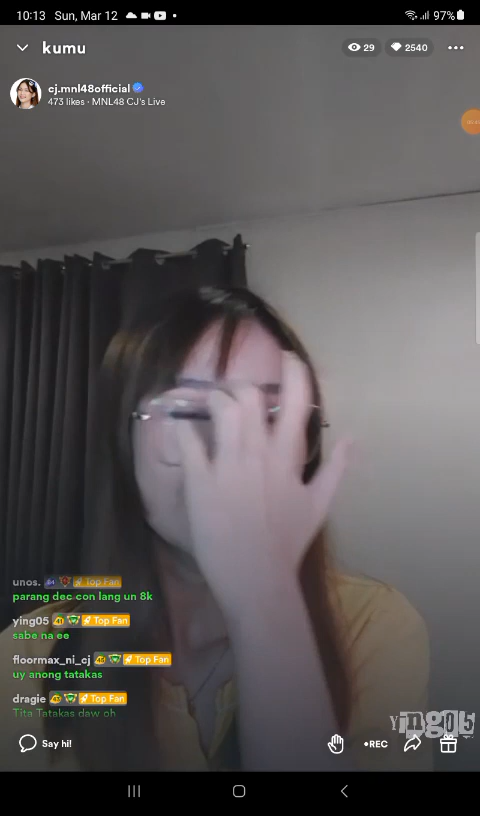 10:13 Sun, Mar 12
97%
kumu
29
2540
cj.mnl48official
473 likes · MNL48 CJ's Live
unos.
Top Fan
parang dec con lang un 8k
ying05
Top Fan
sabe na ee
floormax_ni_cj
Top Fan
uy anong tatakas
dragie
Top Fan
Tita Tatakas daw oh
Ying05
Say hi!
•REC